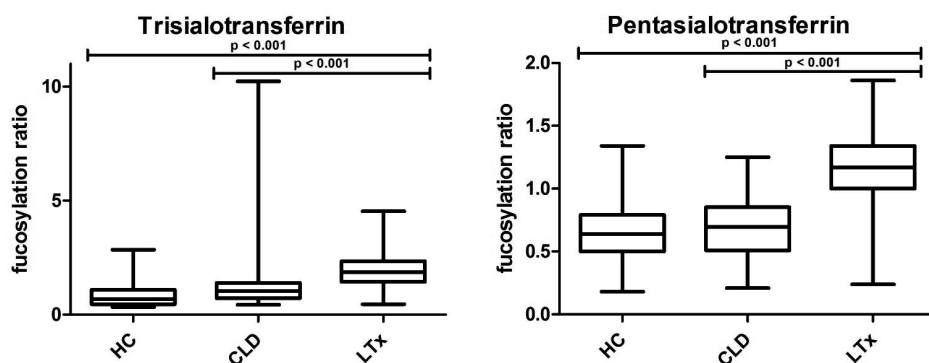 Trisialotransferrin
p < 0.001
p < 0.001
fucosylation ratio
10
5
0
HC
CLD
LTx
Pentasialotransferrin
p < 0.001
p < 0.001
fucosylation ratio
2.0
1.5
1.0
0.5
0.0
HC
CLD
LTx